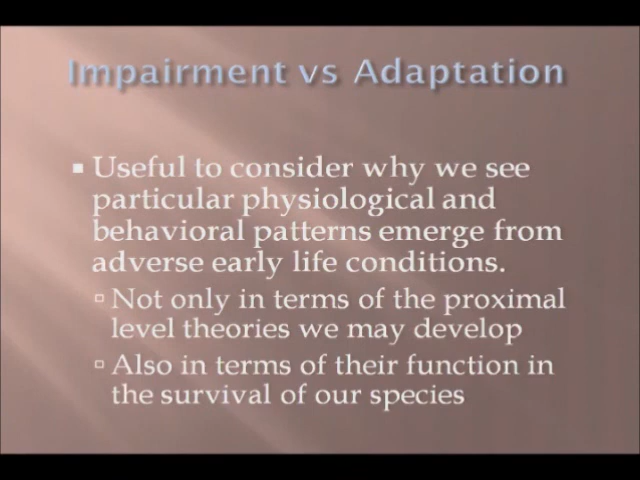 Impairment vs Adaptation
Useful to consider why we see
particular physiological and
behavioral patterns emerge from
adverse early life conditions.
Not only in terms of the proximal
level theories we may develop
Also in terms of their function in
the survival of our species